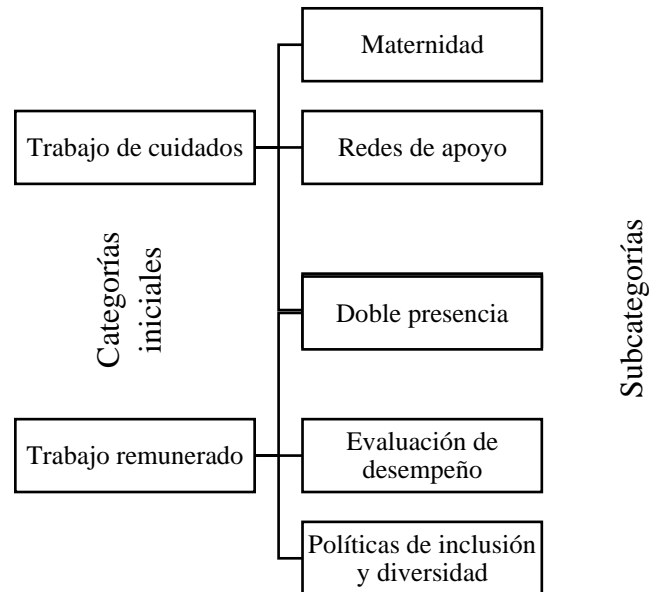 Maternidad
Trabajo de cuidados
Redes de apoyo
Categorías
iniciales
Doble presencia
Subcategorías
Trabajo remunerado
Evaluación de
desempeño
Políticas de inclusión
y diversidad